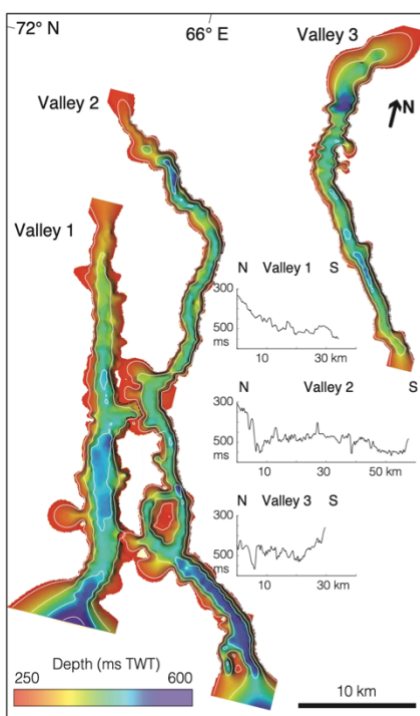 72° N
66° E
Valley 3
Valley 2
N
Valley 1
N Valley 1 S
300
500
ms
10 30 km
N Valley 2 S
300
500
ms
10 30 50 km
N Valley 3 S
300
500
ms
10 30 km
Depth (ms TWT)
250 600
10 km